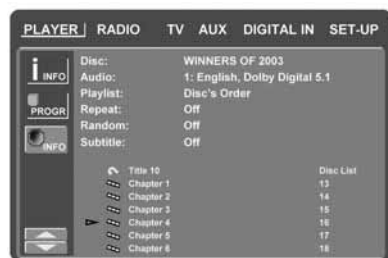 PLAYER RADIO TV AUX DIGITAL IN SET-UP
i INFO
PROGR
INFO
Disc: WINNERS OF 2003
Audio: 1: English, Dolby Digital 5.1
Playlist: Disc's Order
Repeat: Off
Random: Off
Subtitle: Off
Title 10 Disc List
Chapter 1 13
Chapter 2 14
Chapter 3 15
Chapter 4 16
Chapter 5 17
Chapter 6 18